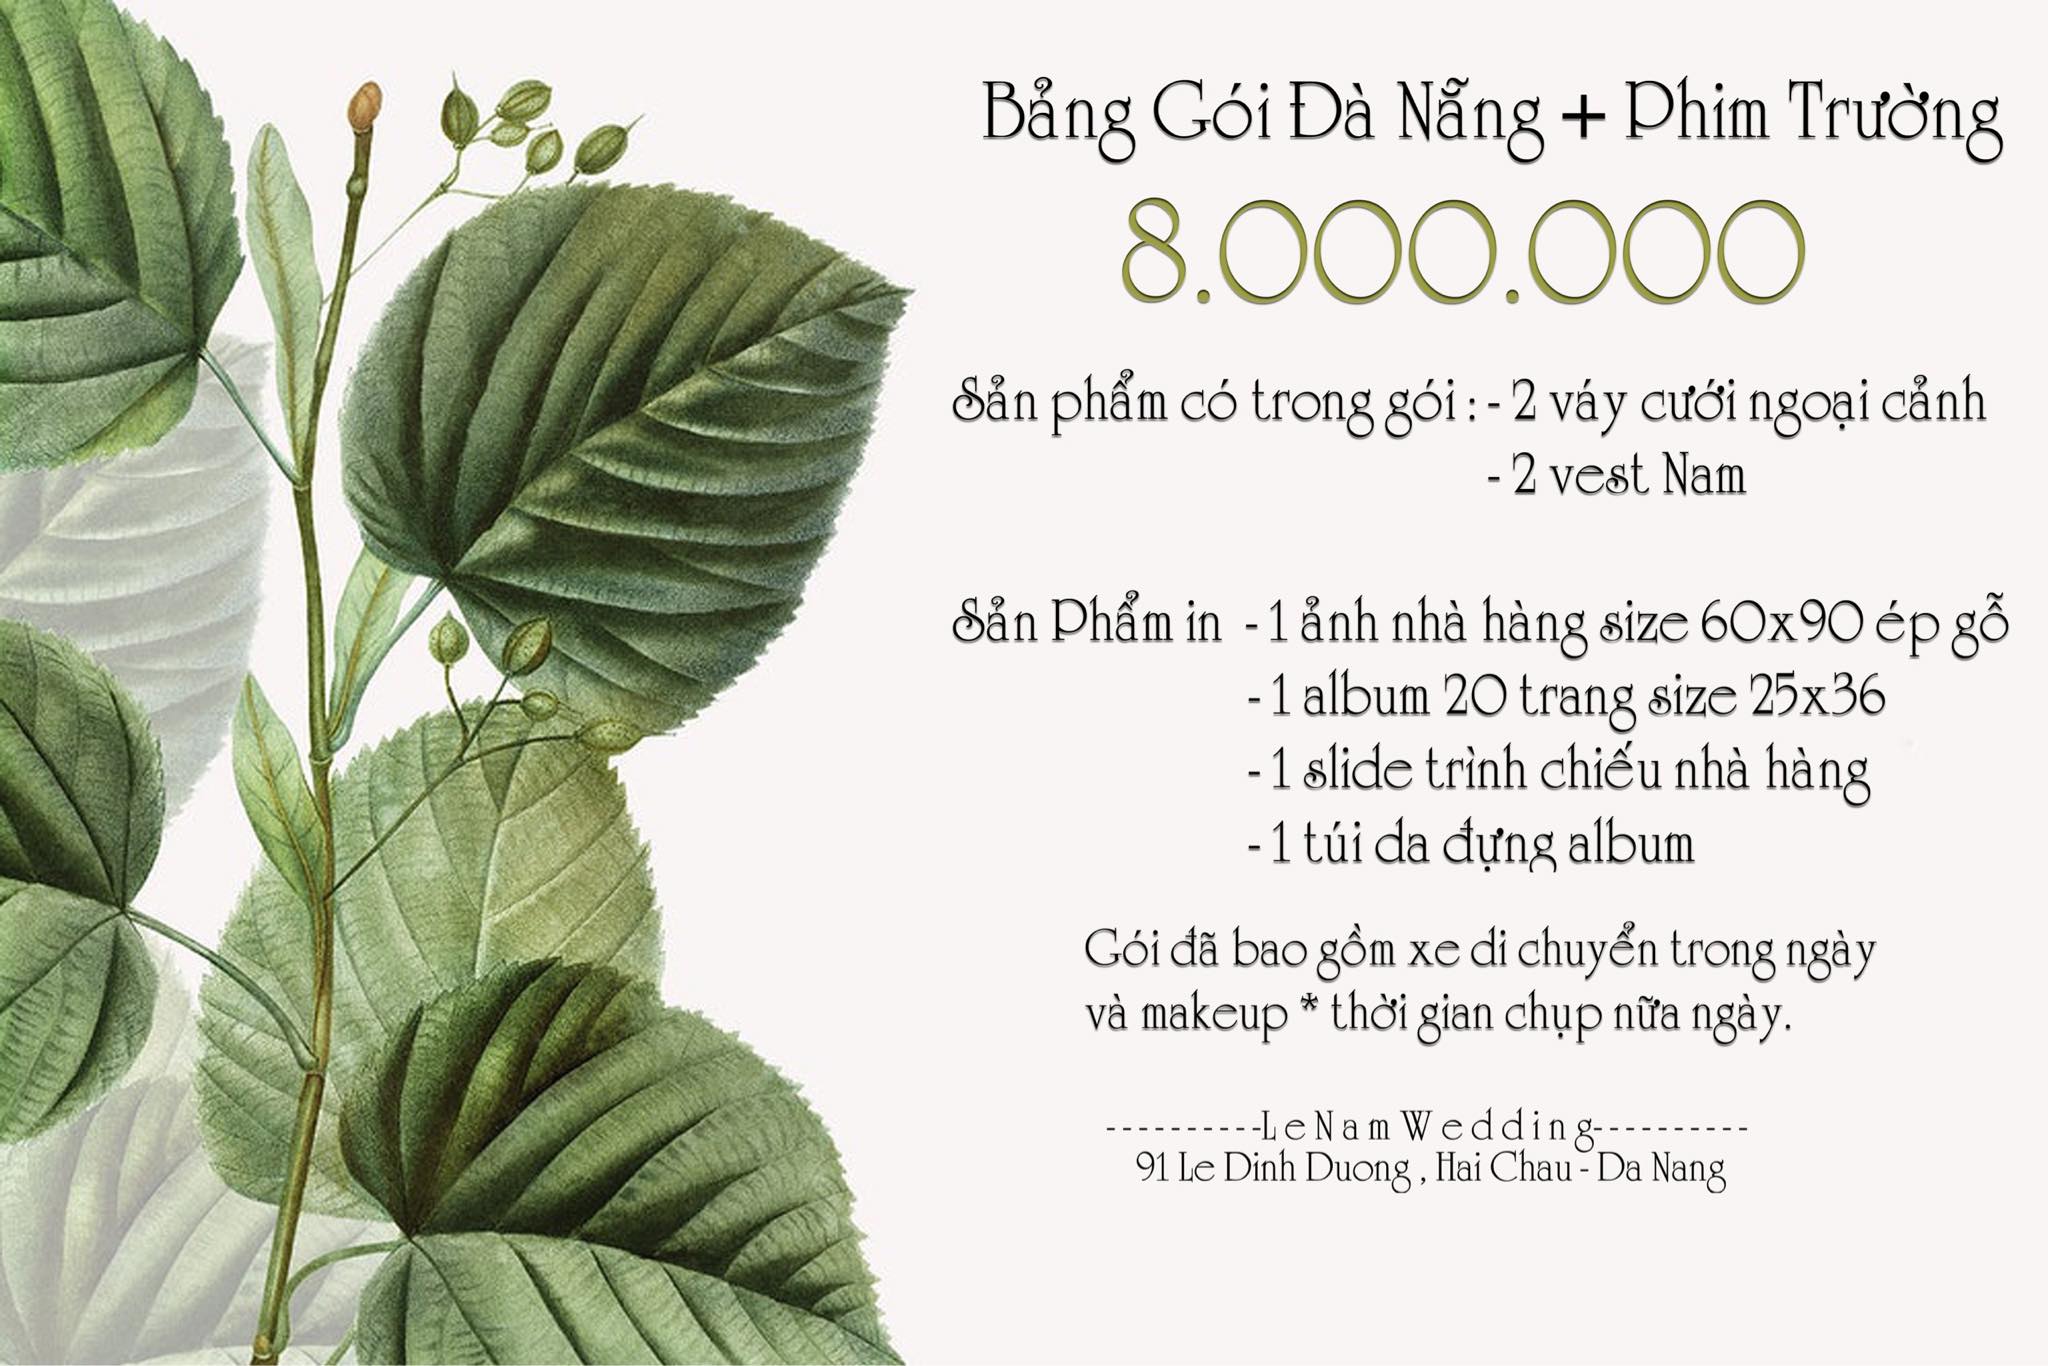 Bảng Gói Đà Nẵng + Phim Trường
8.000.000
Sản phẩm có trong gói : - 2 váy cưới ngoại cảnh
- 2 vest Nam
Sản Phẩm in - 1 ảnh nhà hàng size 60x90 ép gỗ
- 1 album 20 trang size 25x36
- 1 slide trình chiếu nhà hàng
- 1 túi da đựng album
Gói đã bao gồm xe di chuyển trong ngày
và makeup * thời gian chụp nữa ngày.
----------LeNamWedding----------
91 Le Dinh Duong , Hai Chau - Da Nang